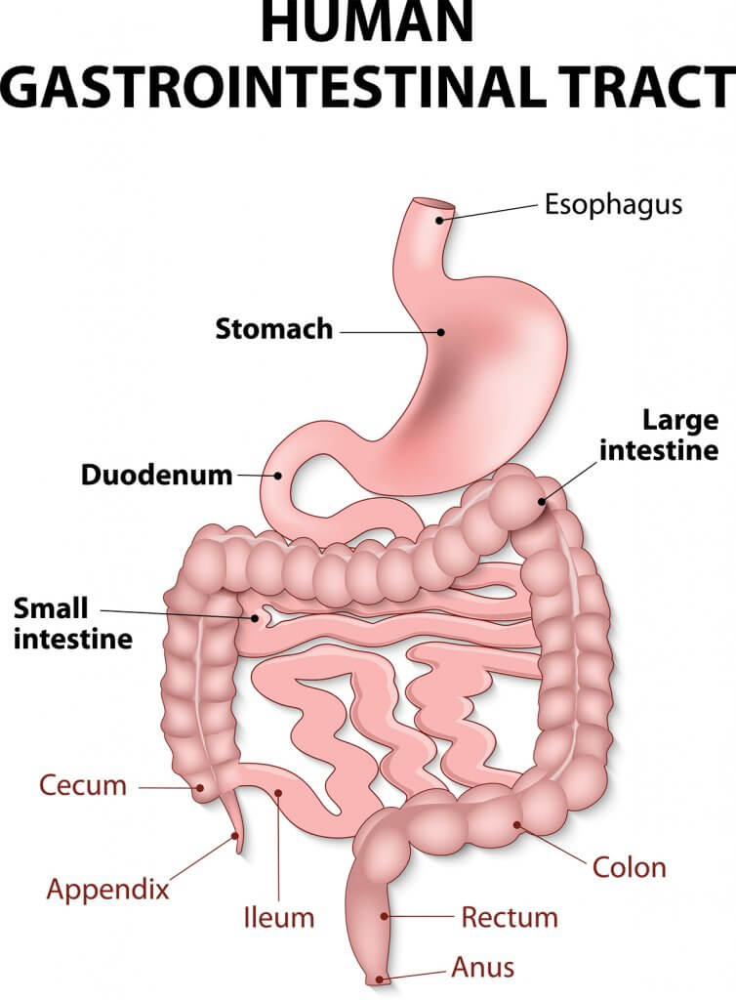 HUMAN
GASTROINTESTINAL TRACT
Esophagus
Stomach
Large
intestine
Duodenum
Small
intestine
Cecum
Appendix
Ileum
Colon
Rectum
Anus